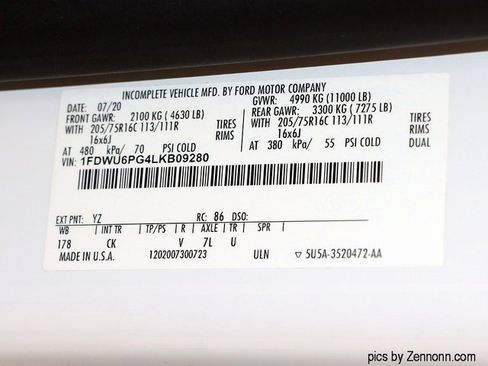 INCOMPLETE VEHICLE MFD. BY FORD MOTOR COMPANY
DATE: 07/20 GVWR: 4990 KG (11000 LB)
FRONT GAWR: 2100 KG ( 4630 LB) REAR GAWR: 3300 KG ( 7275 LB)
WITH 205/75R16C 113/111R TIRES WITH 205/75R16C 113/111R TIRES
16x6J RIMS 16x6J RIMS
AT 480 kPa/ 70 PSI COLD AT 380 kPa/ 55 PSI COLD DUAL
VIN: 1FDWU6PG4LKB09280
EXT PNT: YZ RC: 86 DSO:
WB | INT TR | TP/PS | R | AXLE | TR | SPR |
178 CK V 7L U
MADE IN U.S.A. 1202007300723 ULN ▽ 5U5A-3520472-AA
pics by Zennonn.com